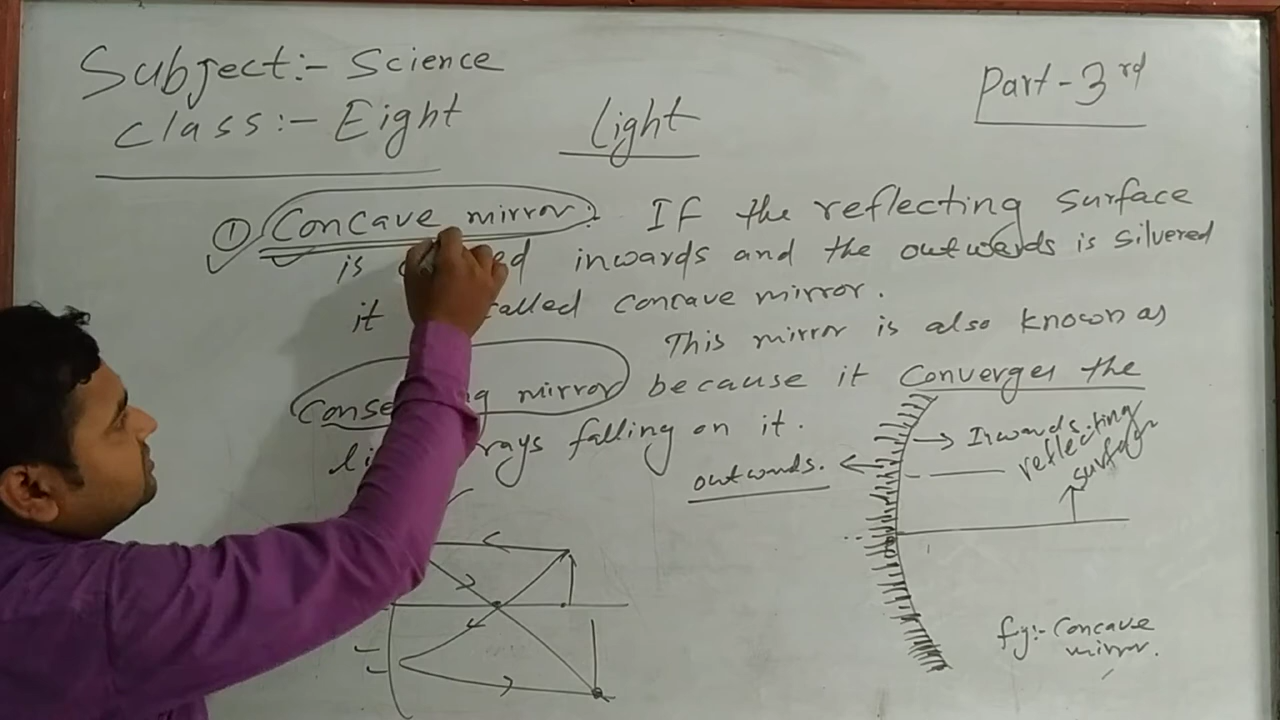 Subject:- Science
Part-3rd
Class:- Eight
Light
① Concave mirror: If the reflecting surface
is inwards and the outwards is silvered
it called concave mirror.
This mirror is also known as
mirror because it Converges the
rays falling on it.
Inwards.
reflecting
surface
outwards.
fg:- Concave
mirror.